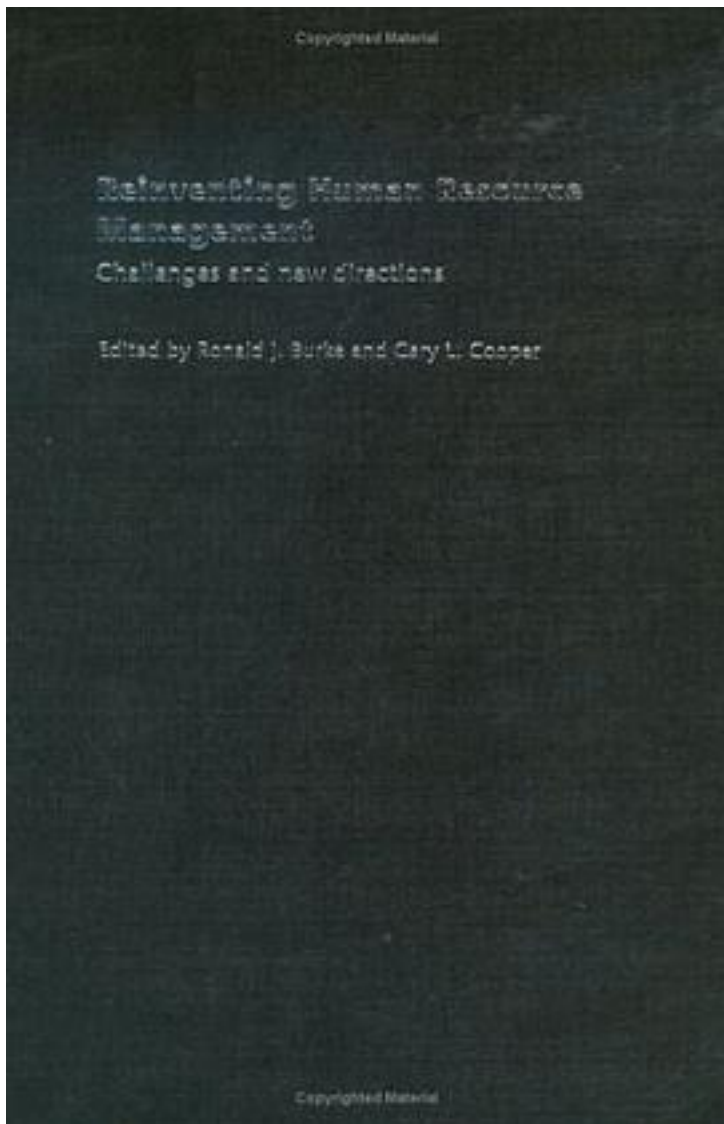 Copyrighted Material
Reinventing Human Resource
Management
Challenges and new directions
Edited by Ronald J. Burke and Cary L. Cooper
Copyrighted Material